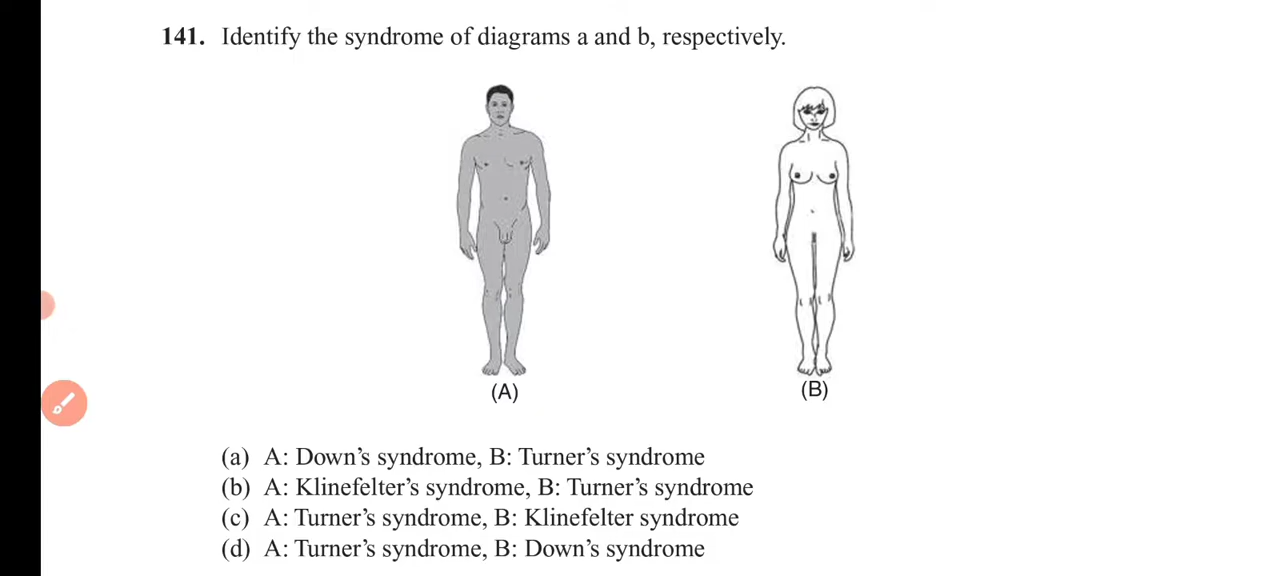 141. Identify the syndrome of diagrams a and b, respectively.
(A)
(B)
(a) A: Down’s syndrome, B: Turner’s syndrome
(b) A: Klinefelter’s syndrome, B: Turner’s syndrome
(c) A: Turner’s syndrome, B: Klinefelter syndrome
(d) A: Turner’s syndrome, B: Down’s syndrome